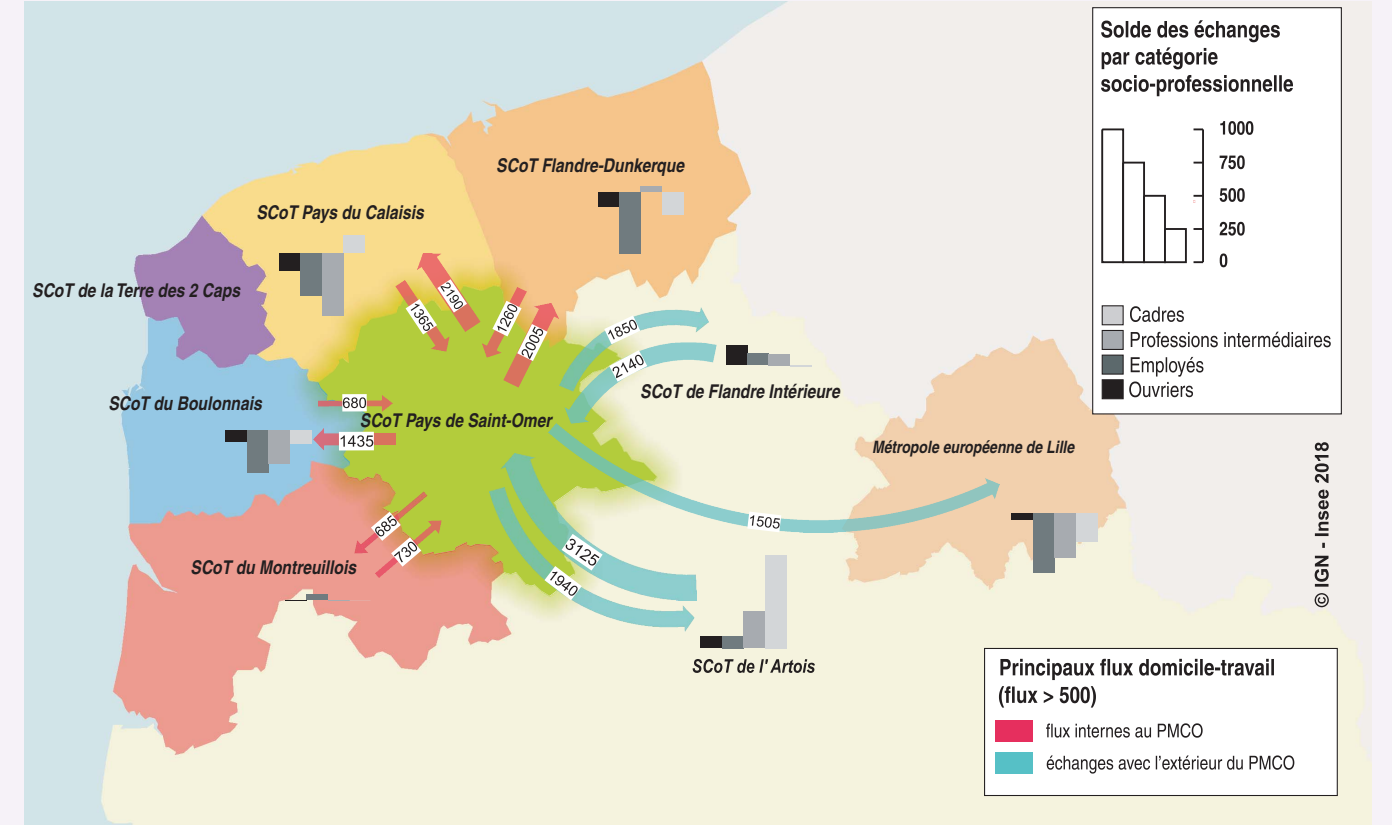 Solde des échanges
par catégorie
socio-professionnelle
1000
750
500
250
0
Cadres
Professions intermédiaires
Employés
Ouvriers
SCoT Flandre-Dunkerque
SCoT Pays du Calaisis
SCoT de la Terre des 2 Caps
2190
1365
1260
2005
1850
2140
SCoT de Flandre Intérieure
SCoT du Boulonnais
680
SCoT Pays de Saint-Omer
1435
Métropole européenne de Lille
1505
685
730
3125
1940
SCoT du Montreuillois
SCoT de l' Artois
© IGN - Insee 2018
Principaux flux domicile-travail
(flux > 500)
flux internes au PMCO
échanges avec l'extérieur du PMCO